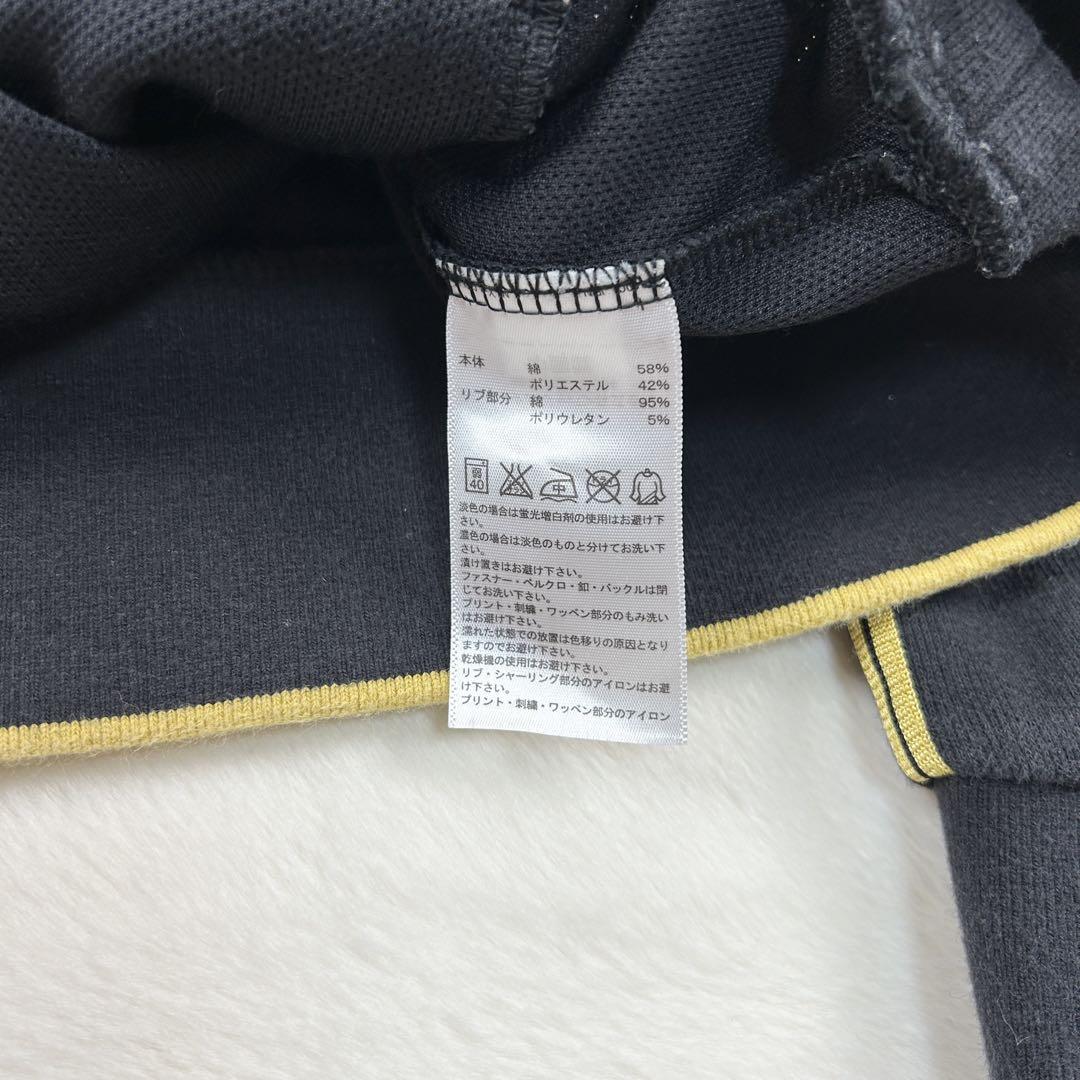 本体 綿 58%
ポリエステル 42%
リブ部分 綿 95%
ポリウレタン 5%
弱 40 中
淡色の場合は蛍光増白剤の使用はお避け下
さい。
濃色の場合は淡色のものと分けてお洗い下
さい。
漬け置きはお避け下さい。
ファスナー・ベルクロ・釦・バックルは閉
じてお洗い下さい。
プリント・刺繍・ワッペン部分のもみ洗い
はお避け下さい。
濡れた状態での放置は色移りの原因となり
ますのでお避け下さい。
乾燥機の使用はお避け下さい。
リブ・シャーリング部分のアイロンはお避
け下さい。
プリント・刺繍・ワッペン部分のアイロン